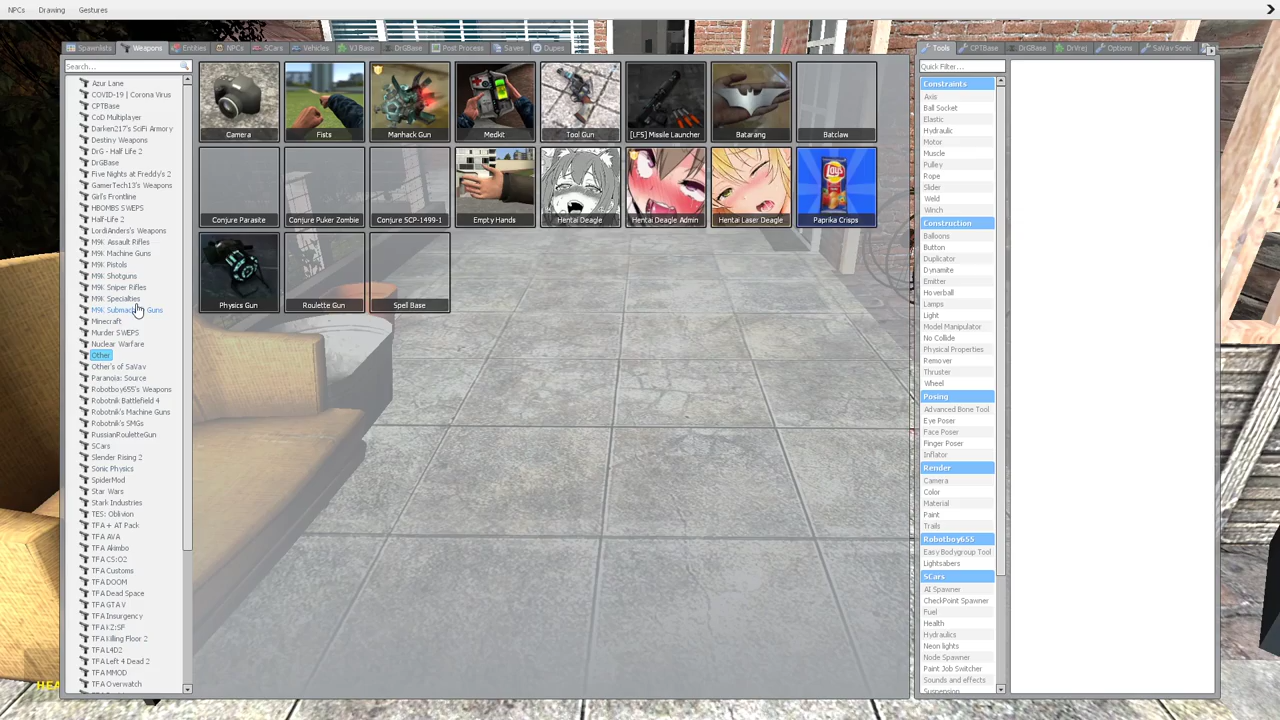 NPCs Drawing Gestures
Spawnlists Weapons Entities NPCs SCars Vehicles VJ Base DrGBase Post Process Saves Dupes
Search...
Azur Lane
COVID-19 | Corona Virus
CPTBase
CoD Multiplayer
Darken217's SciFi Armory
Destiny Weapons
DrG - Half Life 2
DrGBase
Five Nights at Freddy's 2
GamerTech13's Weapons
Girl's Frontline
HBOMBS SWEPS
Half-Life 2
LordiAnders's Weapons
M9K Assault Rifles
M9K Machine Guns
M9K Pistols
M9K Shotguns
M9K Sniper Rifles
M9K Specialties
Minecraft
Murder SWEPS
Nuclear Warfare
Other
Other's of SaVav
Paranoia: Source
Robotboy655's Weapons
Robotnik Battlefield 4
Robotnik's Machine Guns
Robotnik's SMGs
RussianRouletteGun
SCars
Slender Rising 2
Sonic Physics
SpiderMod
Star Wars
Stark Industries
TES: Oblivion
TFA + AT Pack
TFA AVA
TFA Akimbo
TFA CS:O2
TFA Customs
TFA DOOM
TFA Dead Space
TFA GTA V
TFA Insurgency
TFA KZ:SF
TFA Killing Floor 2
TFA L4D2
TFA Left 4 Dead 2
TFA MMOD
TFA Overwatch
Camera Fists Manhack Gun Medkit Tool Gun [LFS] Missile Launcher Batarang Batclaw
Conjure Parasite Conjure Puker Zombie Conjure SCP-1499-1 Empty Hands Hentai Deagle Hentai Deagle Admin Hentai Laser Deagle Paprika Crisps
Lay's
Physics Gun Roulette Gun Spell Base
Tools CPTBase DrGBase DrVrej Options SaVav Sonic
Quick Filter...
Constraints
Axis
Ball Socket
Elastic
Hydraulic
Motor
Muscle
Pulley
Rope
Slider
Weld
Winch
Construction
Balloons
Button
Duplicator
Dynamite
Emitter
Hoverball
Lamps
Light
Model Manipulator
No Collide
Physical Properties
Remover
Thruster
Wheel
Posing
Advanced Bone Tool
Eye Poser
Face Poser
Finger Poser
Inflator
Render
Camera
Color
Material
Paint
Trails
Robotboy655
Easy Bodygroup Tool
Lightsabers
SCars
AI Spawner
CheckPoint Spawner
Fuel
Health
Hydraulics
Neon lights
Node Spawner
Paint Job Switcher
Sounds and effects
Suspension